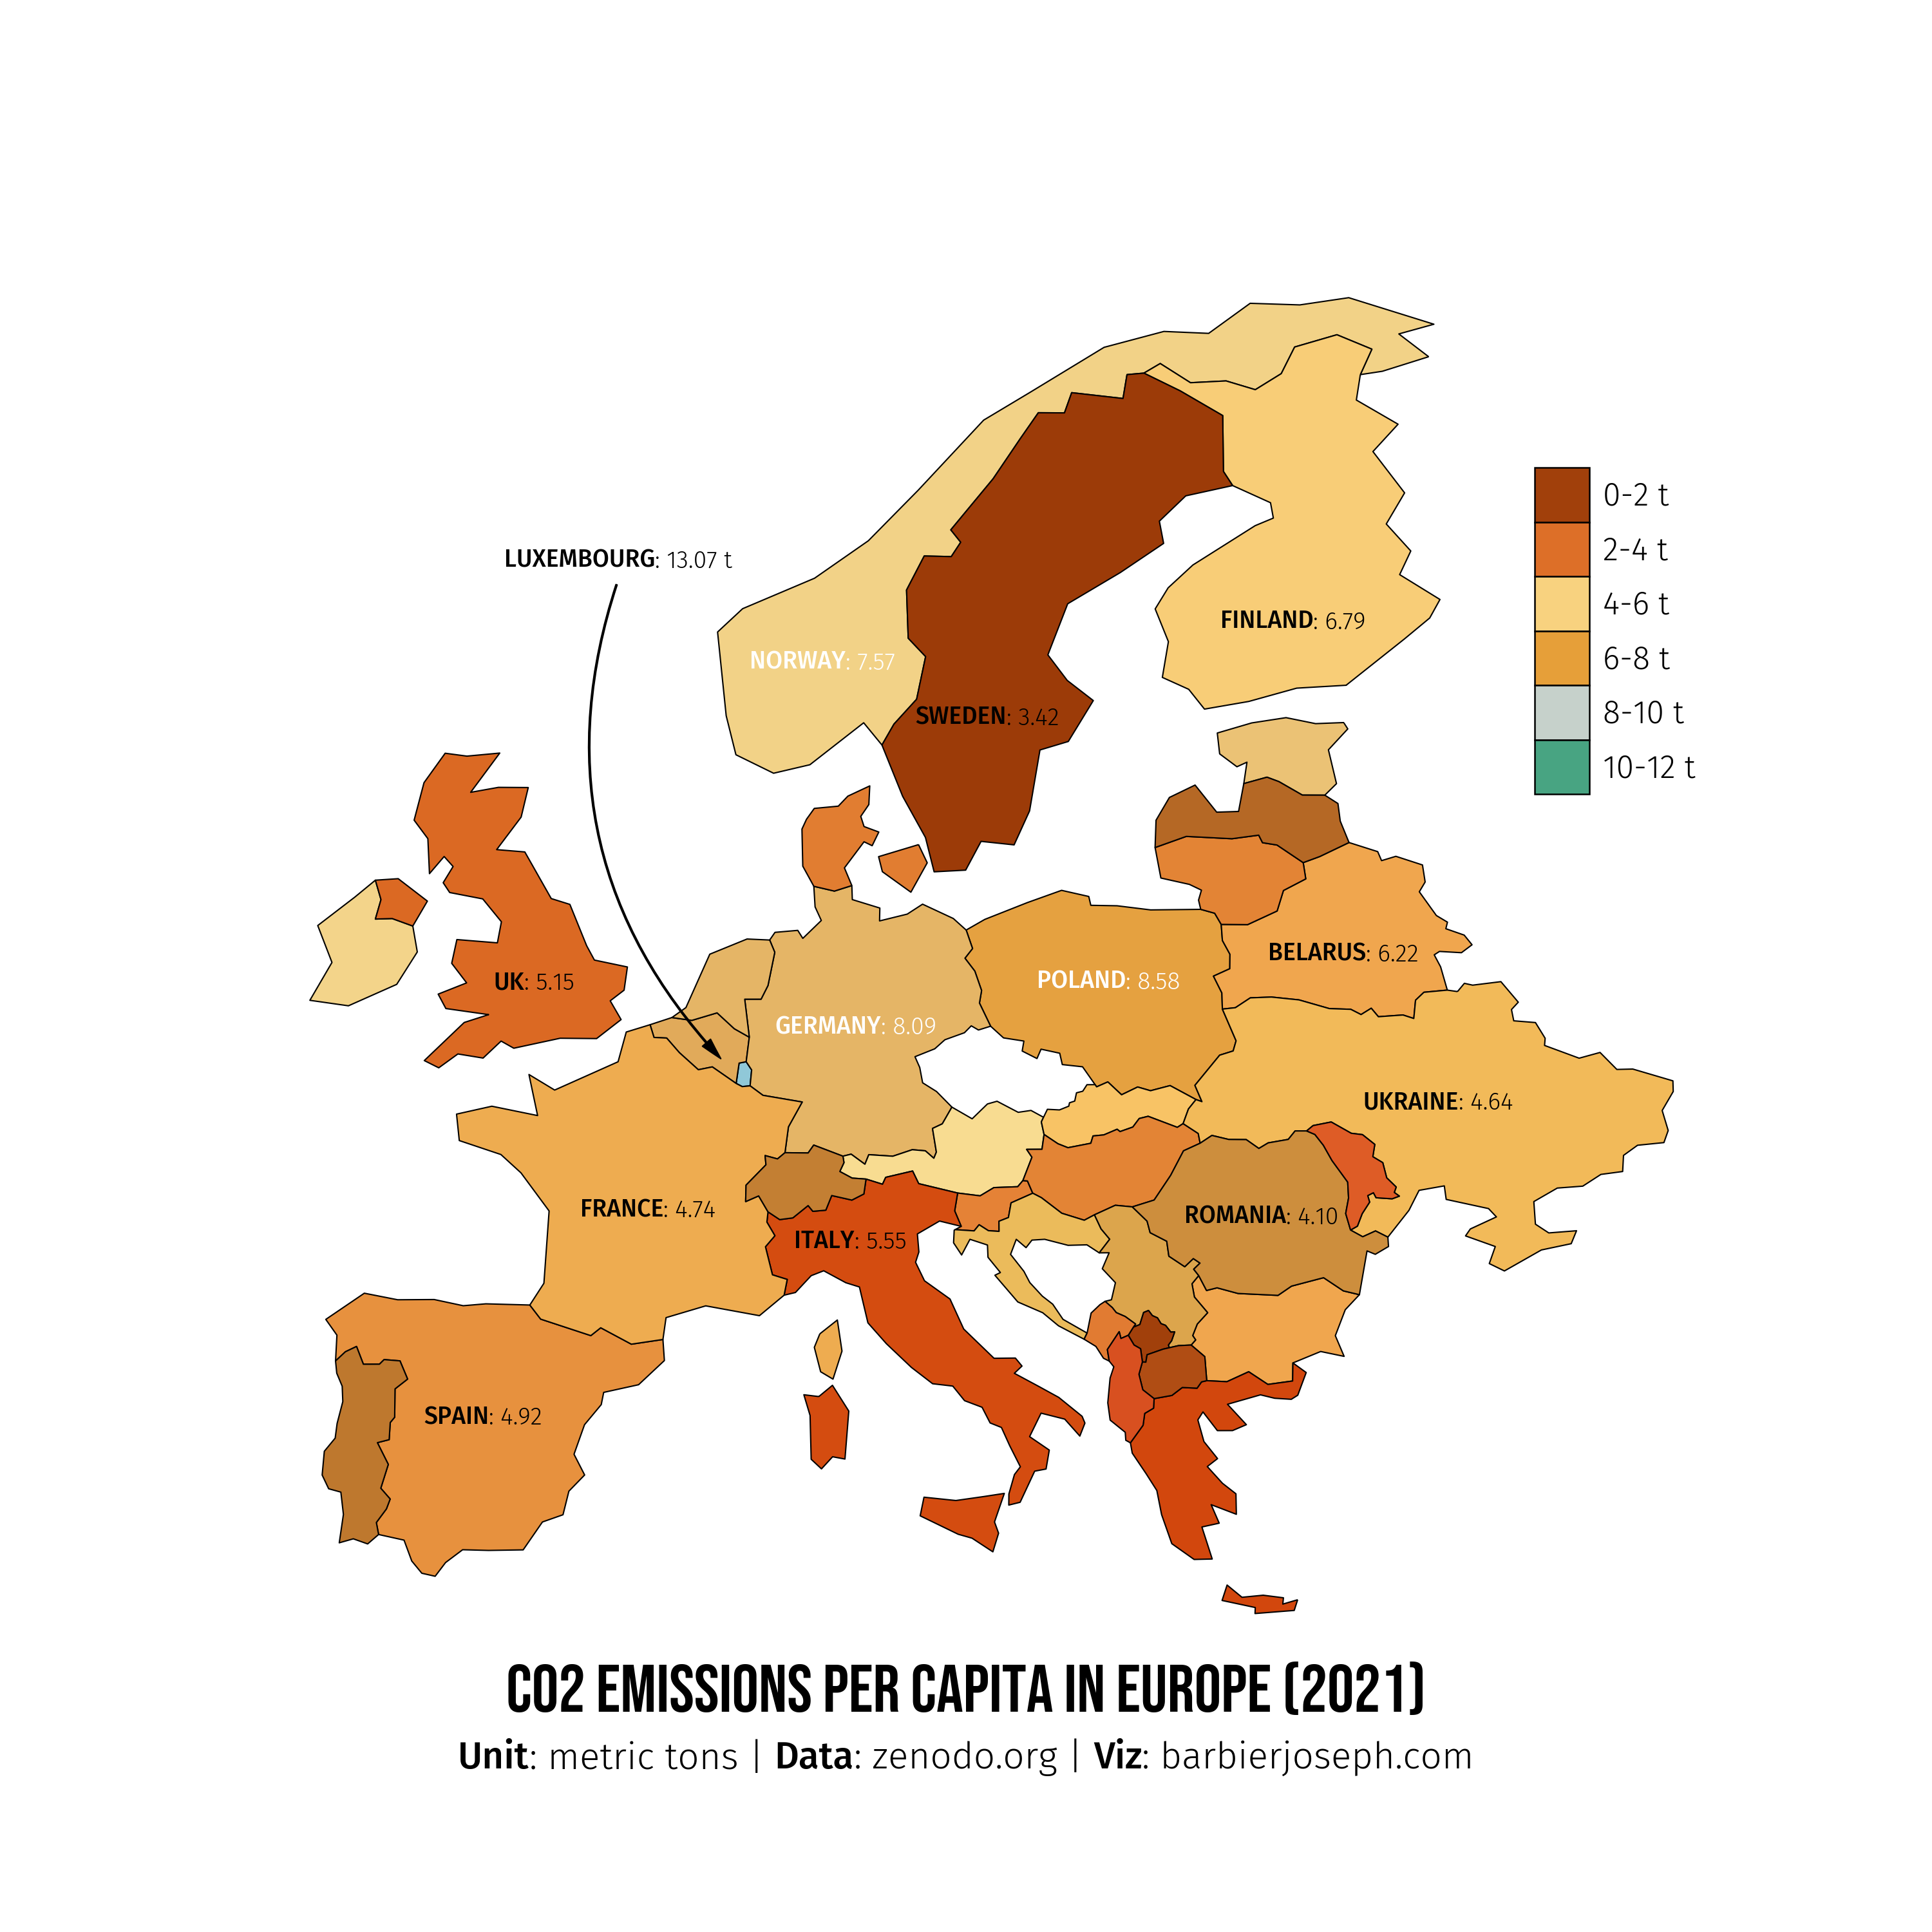 LUXEMBOURG: 13.07 t
0-2 t
2-4 t
4-6 t
6-8 t
8-10 t
10-12 t
FINLAND: 6.79
NORWAY: 7.57
SWEDEN: 3.42
BELARUS: 6.22
UK: 5.15
POLAND: 8.58
GERMANY: 8.09
UKRAINE: 4.64
FRANCE: 4.74
ROMANIA: 4.10
ITALY: 5.55
SPAIN: 4.92
CO2 EMISSIONS PER CAPITA IN EUROPE (2021)
Unit: metric tons | Data: zenodo.org | Viz: barbierjoseph.com